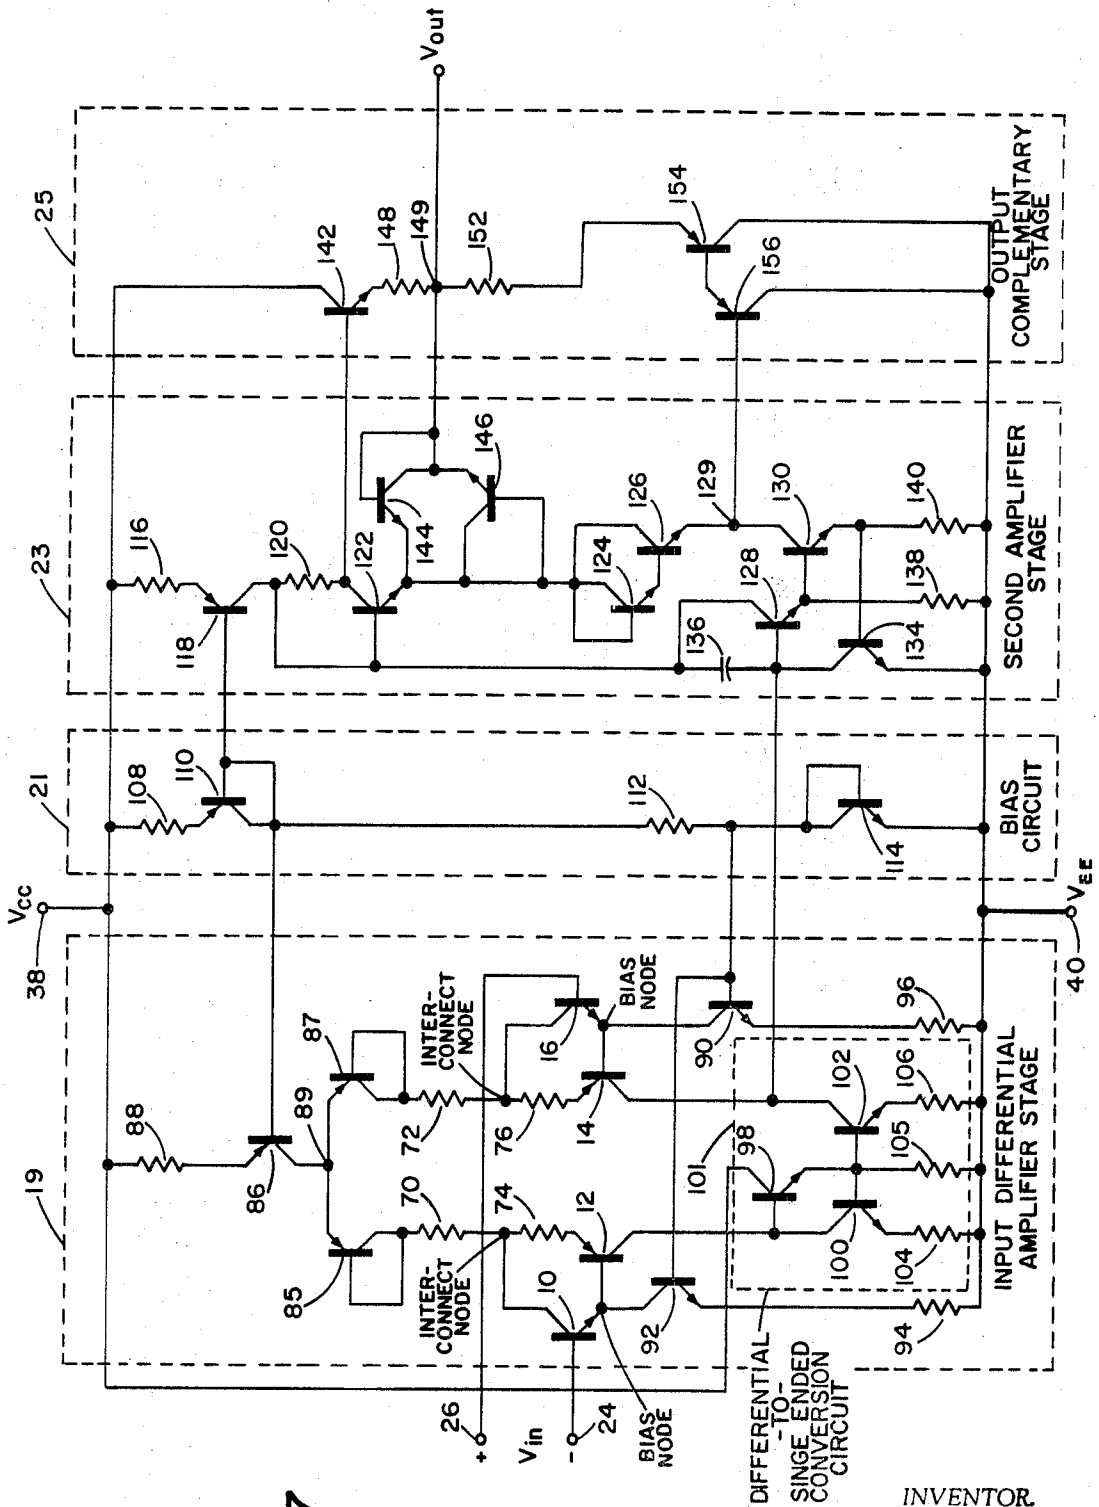 19
21
23
25
38
VCC
88
108
116
110
118
120
142
86
85
89
87
122
144
148
149
Vout
70
72
INTER-
CONNECT
NODE
INTER-
CONNECT
NODE
74
76
146
152
26
+
Vin
-
24
10
12
14
16
BIAS
NODE
BIAS
NODE
112
124
126
154
92
90
101
98
136
128
129
156
100
102
114
134
130
DIFFERENTIAL
-TO-
SINGE ENDED
CONVERSION
CIRCUIT
94
104
105
106
96
138
140
INPUT DIFFERENTIAL
AMPLIFIER STAGE
BIAS
CIRCUIT
SECOND AMPLIFIER
STAGE
OUTPUT
COMPLEMENTARY
STAGE
40
VEE
7
INVENTOR.